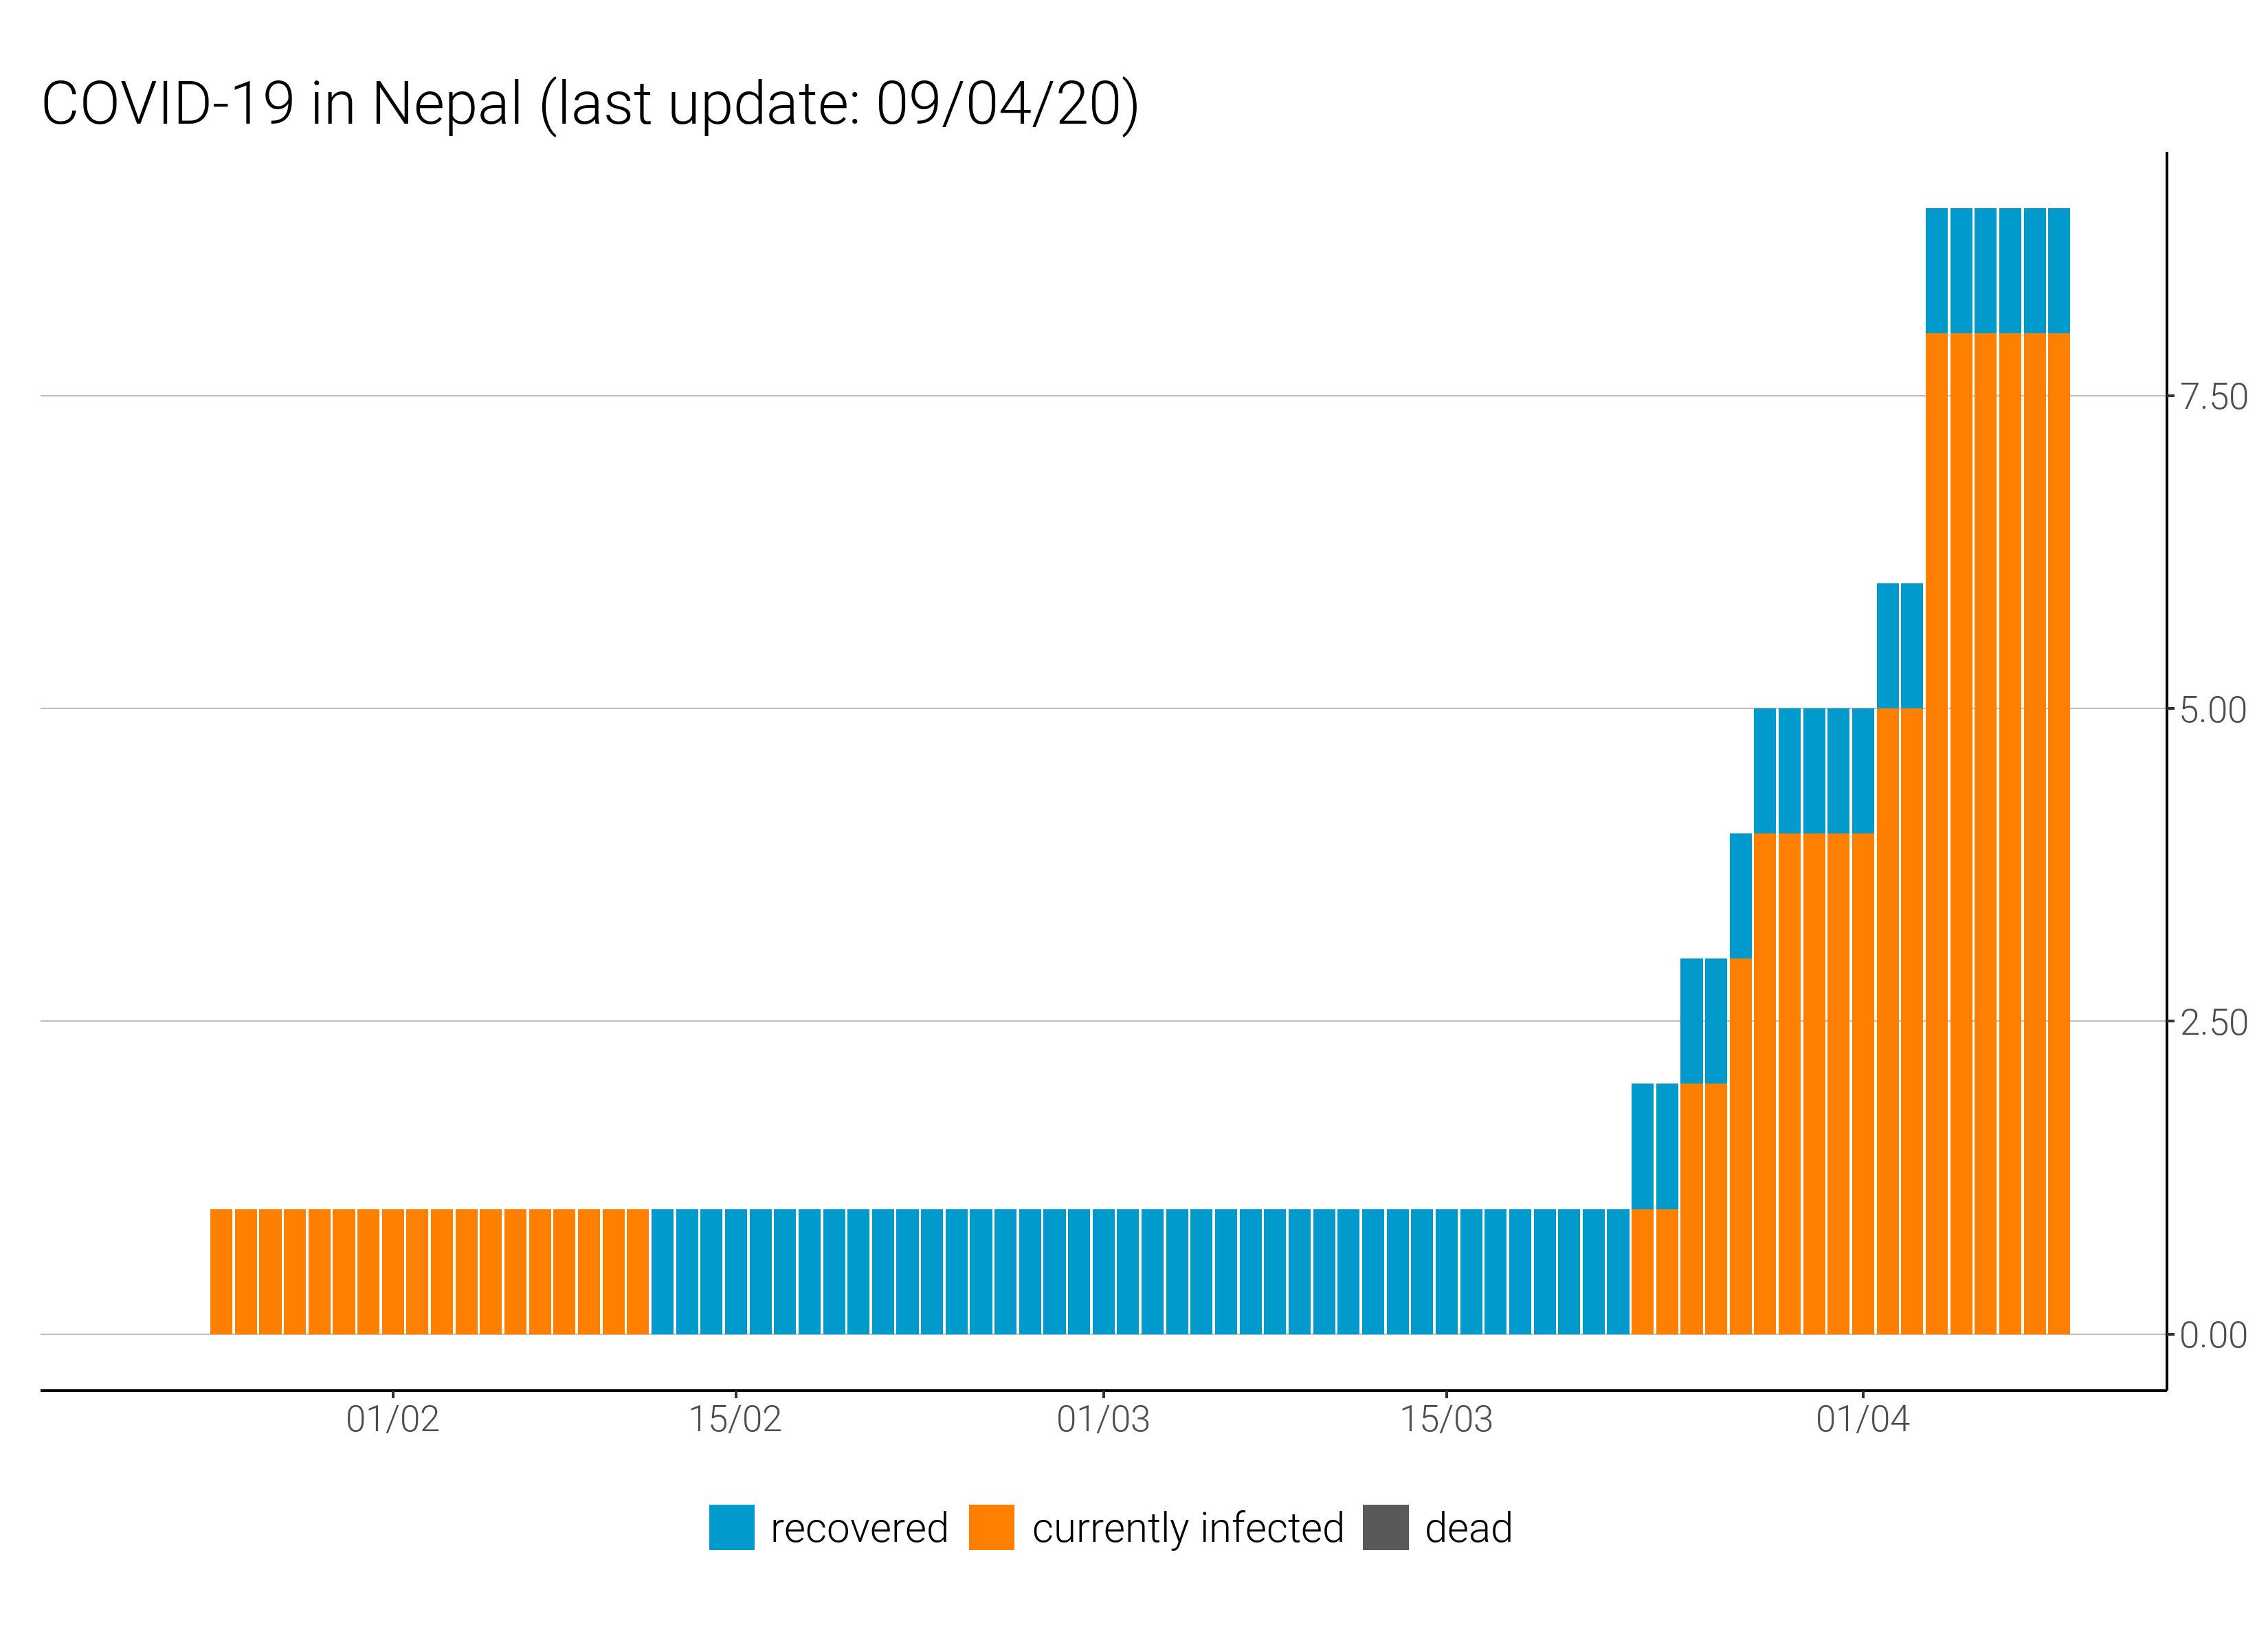 COVID-19 in Nepal (last update: 09/04/20)
7.50
5.00
2.50
0.00
01/02 15/02 01/03 15/03 01/04
recovered currently infected dead